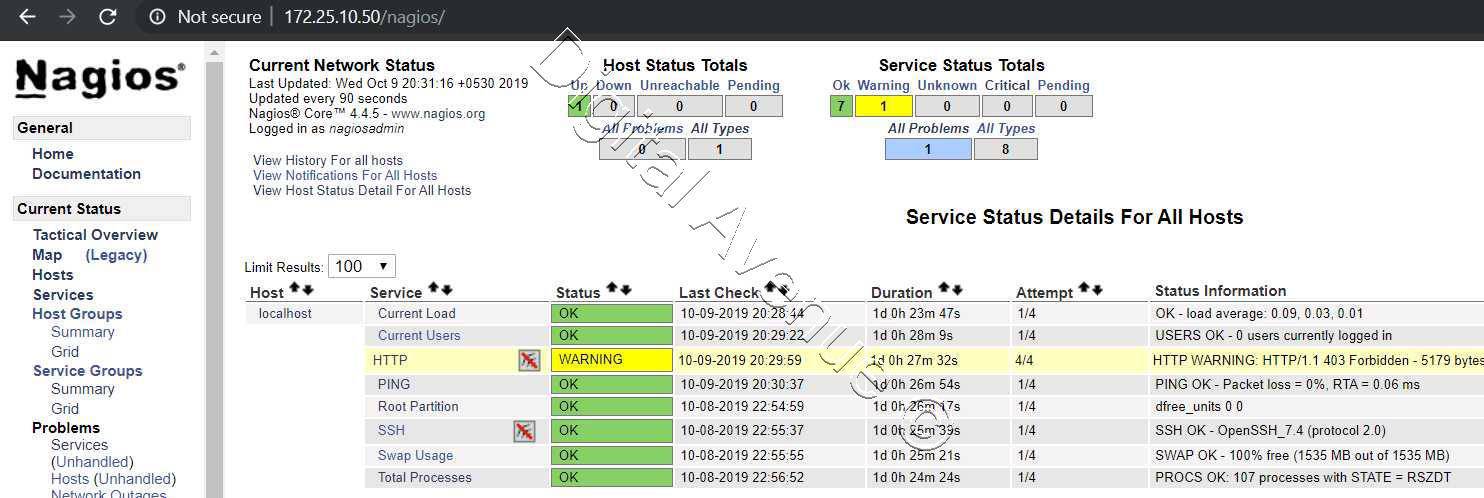 Not secure | 172.25.10.50/nagios/
Nagios®
General
Home
Documentation
Current Status
Tactical Overview
Map (Legacy)
Hosts
Services
Host Groups
Summary
Grid
Service Groups
Summary
Grid
Problems
Services
(Unhandled)
Hosts (Unhandled)
Network Outages
Current Network Status
Last Updated: Wed Oct 9 20:31:16 +0530 2019
Updated every 90 seconds
Nagios® Core™ 4.4.5 - www.nagios.org
Logged in as nagiosadmin
View History For all hosts
View Notifications For All Hosts
View Host Status Detail For All Hosts
Host Status Totals
Up Down Unreachable Pending
1 0 0 0
All Problems All Types
0 1
Service Status Totals
Ok Warning Unknown Critical Pending
7 1 0 0 0
All Problems All Types
1 8
Digital Avenue ©
Service Status Details For All Hosts
Limit Results: 100
Host Service Status Last Check Duration Attempt Status Information
localhost Current Load OK 10-09-2019 20:28:44 1d 0h 23m 47s 1/4 OK - load average: 0.09, 0.03, 0.01
Current Users OK 10-09-2019 20:29:22 1d 0h 28m 9s 1/4 USERS OK - 0 users currently logged in
HTTP WARNING 10-09-2019 20:29:59 1d 0h 27m 32s 4/4 HTTP WARNING: HTTP/1.1 403 Forbidden - 5179 bytes
PING OK 10-09-2019 20:30:37 1d 0h 26m 54s 1/4 PING OK - Packet loss = 0%, RTA = 0.06 ms
Root Partition OK 10-08-2019 22:54:59 1d 0h 26m 17s 1/4 dfree_units 0 0
SSH OK 10-08-2019 22:55:37 1d 0h 25m 39s 1/4 SSH OK - OpenSSH_7.4 (protocol 2.0)
Swap Usage OK 10-08-2019 22:55:55 1d 0h 25m 21s 1/4 SWAP OK - 100% free (1535 MB out of 1535 MB)
Total Processes OK 10-08-2019 22:56:52 1d 0h 24m 24s 1/4 PROCS OK: 107 processes with STATE = RSZDT